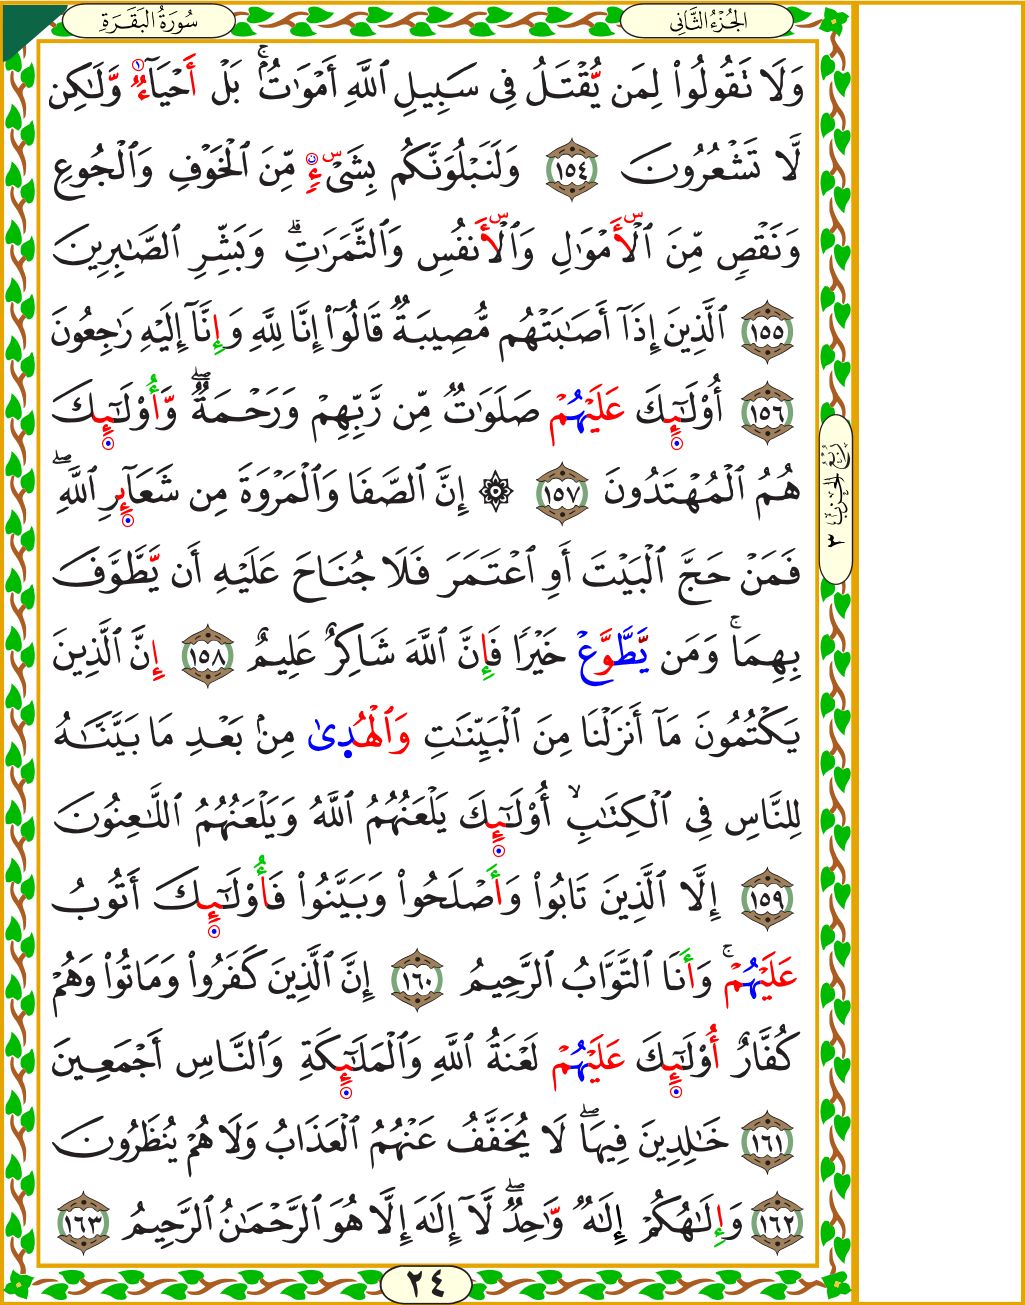 سُورَةُ البَقَرَةِ
الجُزْءُ الثَّانِى
وَلَا تَقُولُوا۟ لِمَن يُّقْتَلُ فِى سَبِيلِ ٱللَّهِ أَمْوَٰتٌۢ ۚ بَلْ أَحْيَآءٌ وَّلَٰكِن
لَّا تَشْعُرُونَ ١٥٤ وَلَنَبْلُوَنَّكُم بِشَىْءٍ مِّنَ ٱلْخَوْفِ وَٱلْجُوعِ
وَنَقْصٍ مِّنَ ٱلْأَمْوَٰلِ وَٱلْأَنفُسِ وَٱلثَّمَرَٰتِ ۗ وَبَشِّرِ ٱلصَّٰبِرِينَ
١٥٥ ٱلَّذِينَ إِذَآ أَصَٰبَتْهُم مُّصِيبَةٌ قَالُوٓا۟ إِنَّا لِلَّهِ وَإِنَّآ إِلَيْهِ رَٰجِعُونَ
١٥٦ أُو۟لَٰٓئِكَ عَلَيْهُمْ صَلَوَٰتٌ مِّن رَّبِّهِمْ وَرَحْمَةٌ ۖ وَّأُو۟لَٰٓئِكَ
هُمُ ٱلْمُهْتَدُونَ ١٥٧ ۞ إِنَّ ٱلصَّفَا وَٱلْمَرْوَةَ مِن شَعَآئِرِ ٱللَّهِ ۖ
فَمَنْ حَجَّ ٱلْبَيْتَ أَوِ ٱعْتَمَرَ فَلَا جُنَاحَ عَلَيْهِ أَن يَّطَّوَّفَ
بِهِمَا ۚ وَمَن يَّطَّوَّعْ خَيْرًا فَإِنَّ ٱللَّهَ شَاكِرٌ عَلِيمٌ ١٥٨ إِنَّ ٱلَّذِينَ
يَكْتُمُونَ مَآ أَنزَلْنَا مِنَ ٱلْبَيِّنَٰتِ وَٱلْهُدىٰ مِنۢ بَعْدِ مَا بَيَّنَّٰهُ
لِلنَّاسِ فِى ٱلْكِتَٰبِ ۙ أُو۟لَٰٓئِكَ يَلْعَنُهُمُ ٱللَّهُ وَيَلْعَنُهُمُ ٱللَّٰعِنُونَ
١٥٩ إِلَّا ٱلَّذِينَ تَابُوا۟ وَأَصْلَحُوا۟ وَبَيَّنُوا۟ فَأُو۟لَٰٓئِكَ أَتُوبُ
عَلَيْهُمْ ۚ وَأَنَا ٱلتَّوَّابُ ٱلرَّحِيمُ ١٦٠ إِنَّ ٱلَّذِينَ كَفَرُوا۟ وَمَاتُوا۟ وَهُمْ
كُفَّارٌ أُو۟لَٰٓئِكَ عَلَيْهُمْ لَعْنَةُ ٱللَّهِ وَٱلْمَلَٰٓئِكَةِ وَٱلنَّاسِ أَجْمَعِينَ
١٦١ خَٰلِدِينَ فِيهَا ۖ لَا يُخَفَّفُ عَنْهُمُ ٱلْعَذَابُ وَلَا هُمْ يُنظَرُونَ
١٦٢ وَإِلَٰهُكُمْ إِلَٰهٌ وَّٰحِدٌ ۖ لَّآ إِلَٰهَ إِلَّا هُوَ ٱلرَّحْمَٰنُ ٱلرَّحِيمُ ١٦٣
رُبْعُ الحِزْب ٣
٢٤